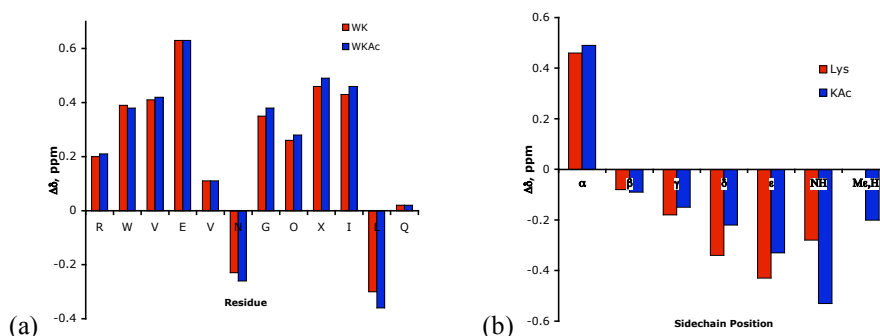 WK
WKAc
0.6
0.4
0.2
0
-0.2
-0.4
Δδ, ppm
R W V E V N G O X I L Q
Residue
(a)
0.6
0.4
0.2
0
-0.2
-0.4
-0.6
Δδ, ppm
Lys
KAc
α β γ δ ε NH Me,H
Sidechain Position
(b)